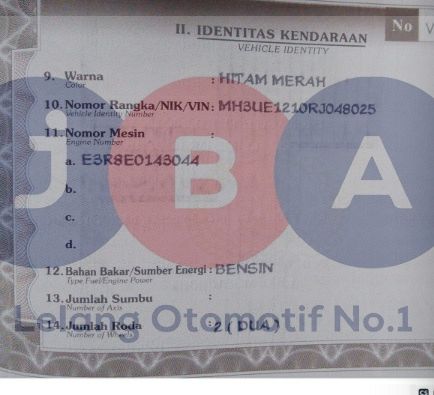 No V
II. IDENTITAS KENDARAAN
VEHICLE IDENTITY
9. Warna : HITAM MERAH
Color
10. Nomor Rangka/NIK/VIN : MH3UE1210RJ048025
Vehicle Identity Number
11. Nomor Mesin :
Engine Number
a. E3R8E0143044
b.
c.
d.
12. Bahan Bakar/Sumber Energi : BENSIN
Type Fuel/Engine Power
13. Jumlah Sumbu :
Number of Axis
14. Jumlah Roda : 2 ( DUA )
Number of Wheels
JBA
Lelang Otomotif No.1